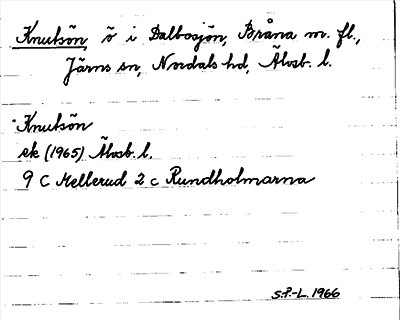 Knutsön, ö i Dalbosjön, Bråna m. fl.,
Järns sn, Nordals hd, Älvsb. l.
Knutsön
ek (1965) Älvsb. l.
9 C Mellerud 2 c Rundholmarna
S.P.-L. 1966